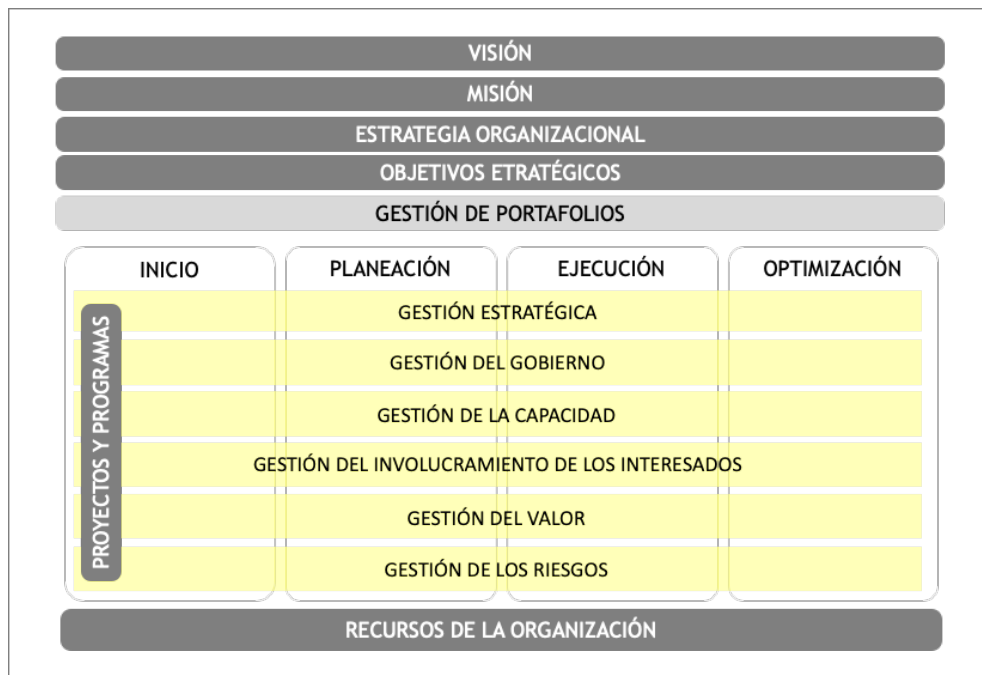 VISIÓN
MISIÓN
ESTRATEGIA ORGANIZACIONAL
OBJETIVOS ETRATÉGICOS
GESTIÓN DE PORTAFOLIOS
INICIO
PLANEACIÓN
EJECUCIÓN
OPTIMIZACIÓN
PROYECTOS Y PROGRAMAS
GESTIÓN ESTRATÉGICA
GESTIÓN DEL GOBIERNO
GESTIÓN DE LA CAPACIDAD
GESTIÓN DEL INVOLUCRAMIENTO DE LOS INTERESADOS
GESTIÓN DEL VALOR
GESTIÓN DE LOS RIESGOS
RECURSOS DE LA ORGANIZACIÓN